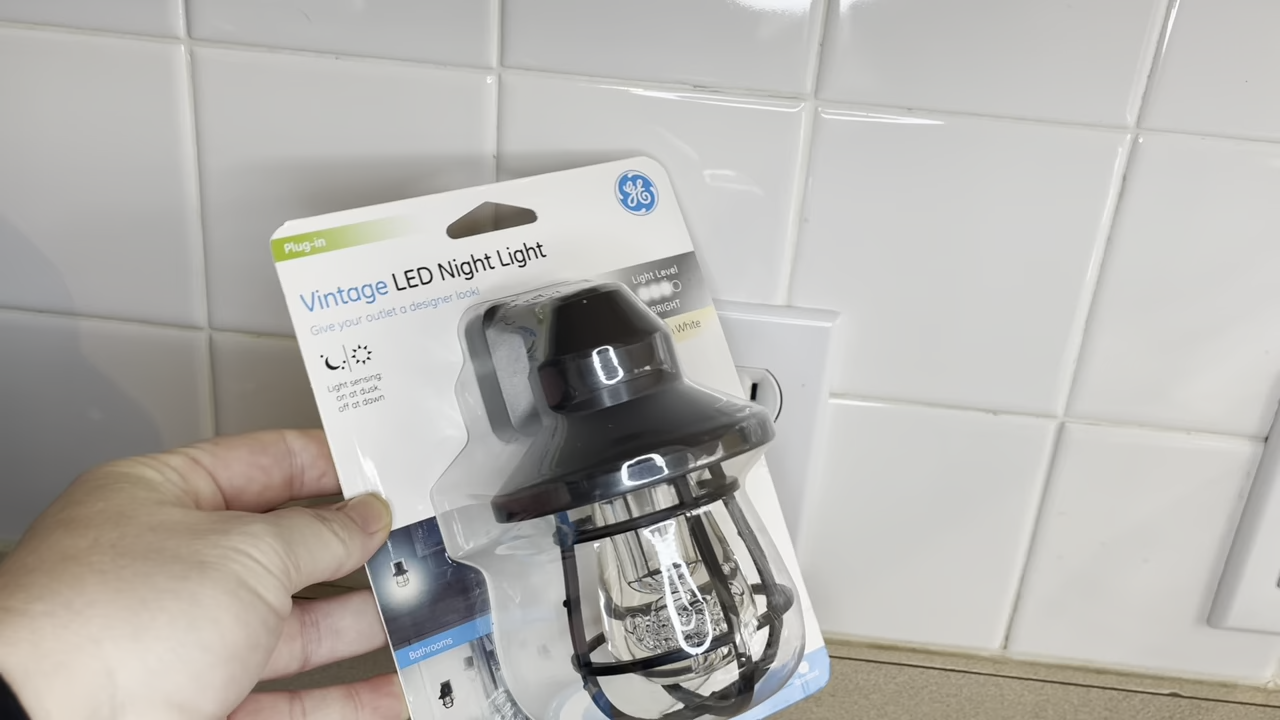 Plug-in
GE
Vintage LED Night Light
Give your outlet a designer look!
Light Level
BRIGHT
White
Light sensing:
on at dusk,
off at dawn
Bathrooms